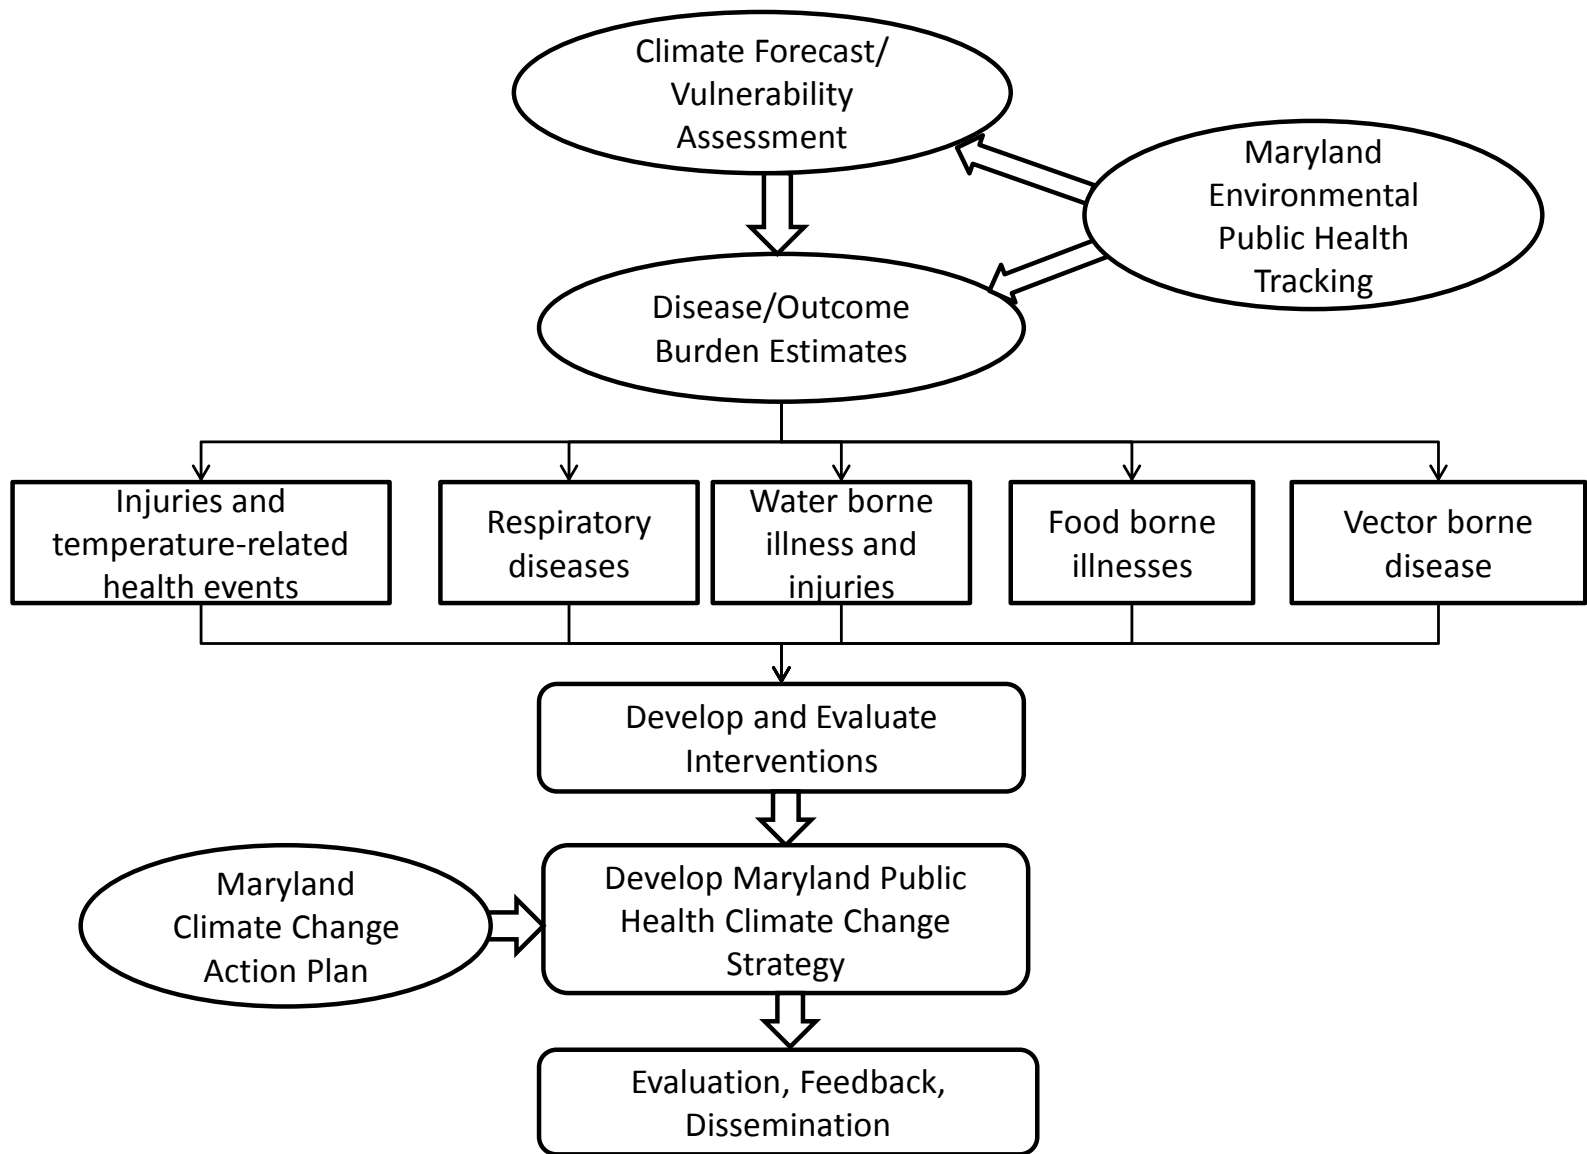 Climate Forecast/
Vulnerability
Assessment
Maryland
Environmental
Public Health
Tracking
Disease/Outcome
Burden Estimates
Injuries and
temperature-related
health events
Respiratory
diseases
Water borne
illness and
injuries
Food borne
illnesses
Vector borne
disease
Develop and Evaluate
Interventions
Maryland
Climate Change
Action Plan
Develop Maryland Public
Health Climate Change
Strategy
Evaluation, Feedback,
Dissemination